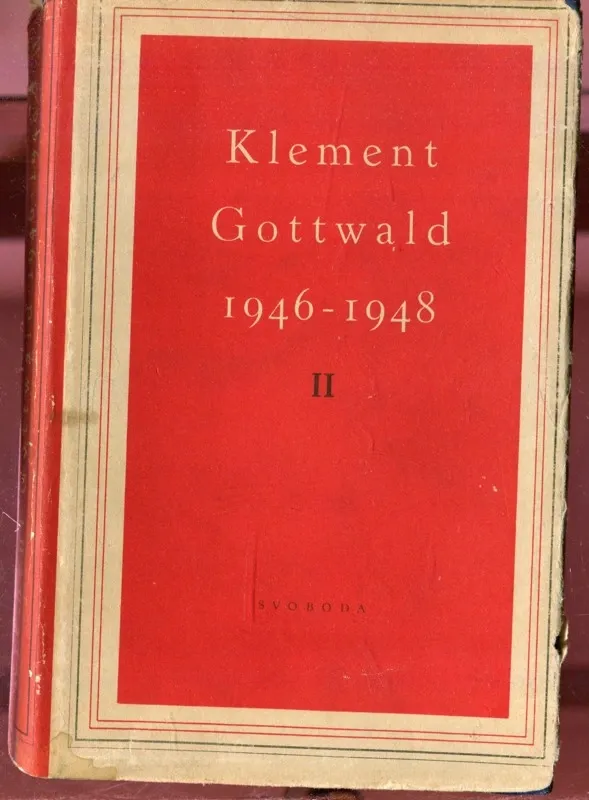 Klement
Gottwald
1946-1948
II
SVOBODA